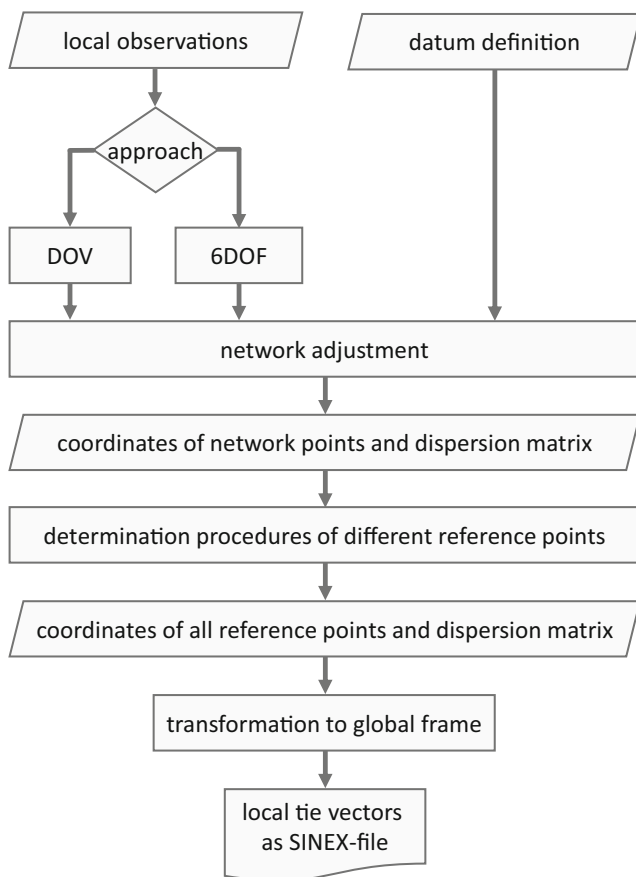 local observations
datum definition
approach
DOV
6DOF
network adjustment
coordinates of network points and dispersion matrix
determination procedures of different reference points
coordinates of all reference points and dispersion matrix
transformation to global frame
local tie vectors
as SINEX-file